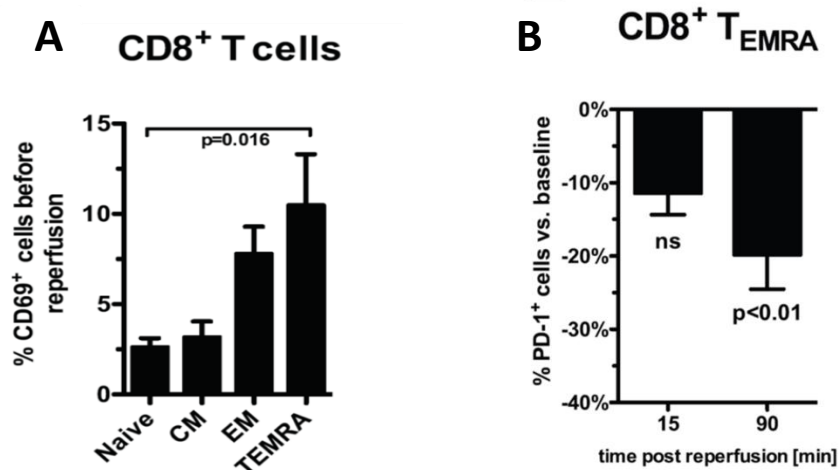 A
CD8+ T cells
% CD69+ cells before
reperfusion
15
10
5
0
p=0.016
Naive
CM
EM
TEMRA
B
CD8+ TEMRA
% PD-1+ cells vs. baseline
0%
-10%
-20%
-30%
-40%
ns
p<0.01
15
90
time post reperfusion [min]